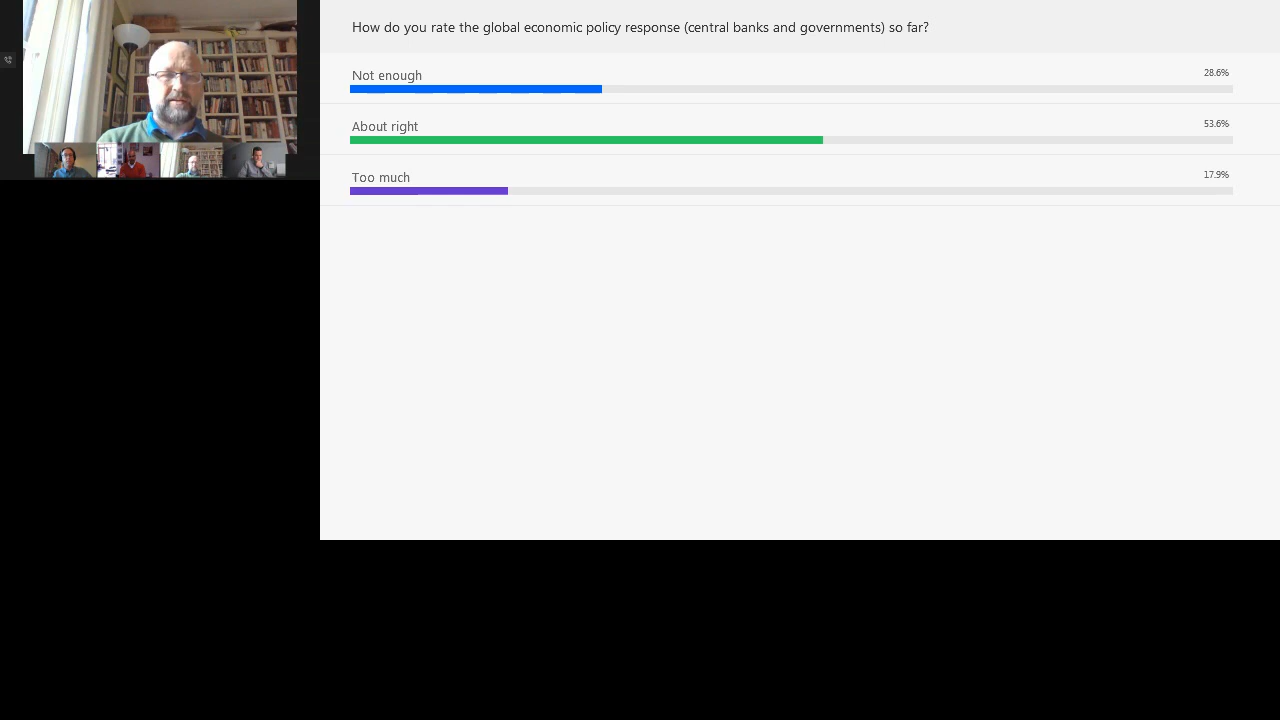 How do you rate the global economic policy response (central banks and governments) so far?
Not enough
28.6%
About right
53.6%
Too much
17.9%